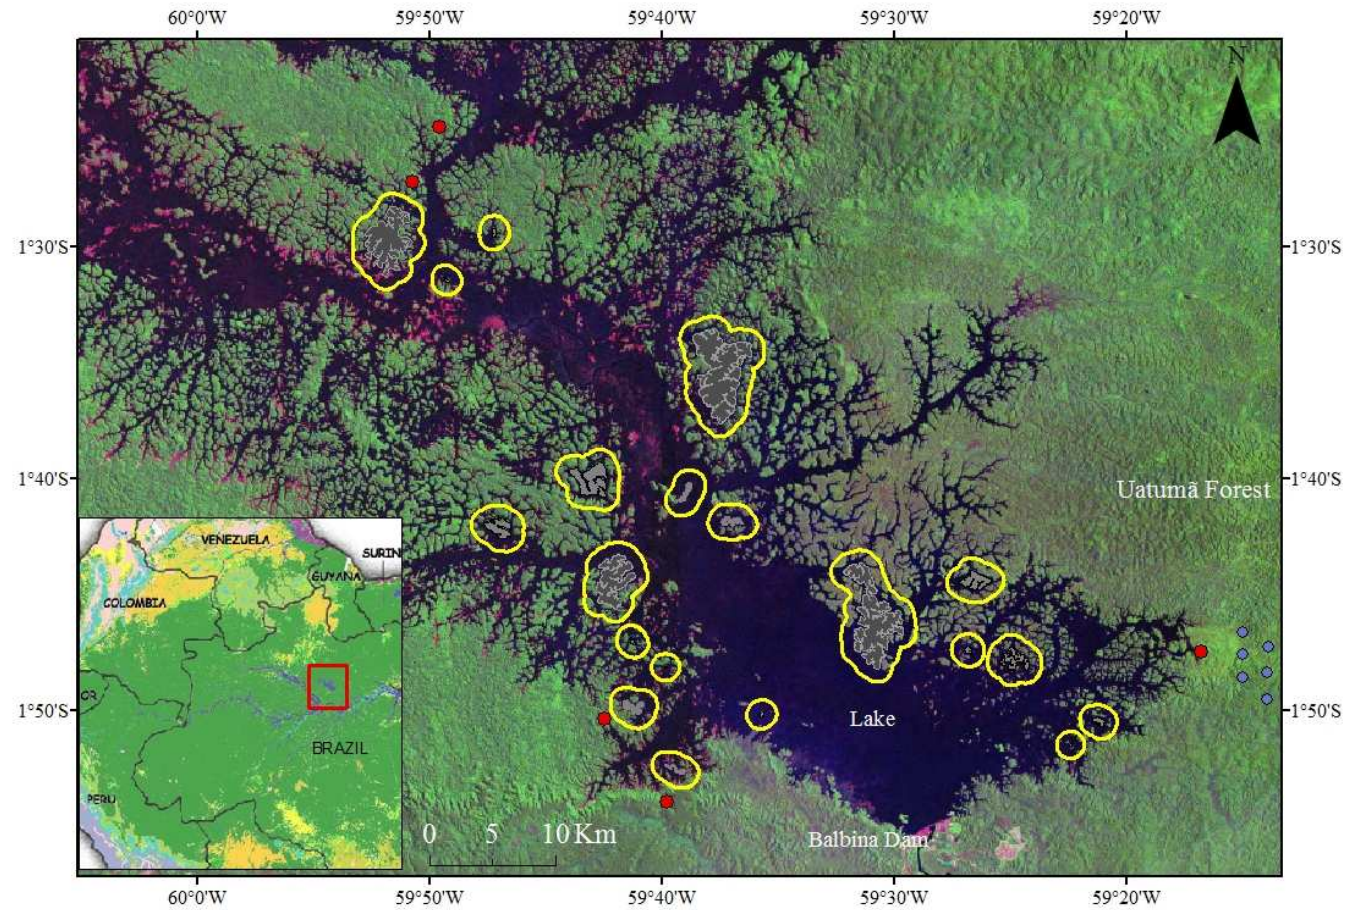 60°0'W 59°50'W 59°40'W 59°30'W 59°20'W
N
1°30'S 1°30'S
1°40'S 1°40'S
Uatumã Forest
VENEZUELA
SURIN
GUYANA
COLOMBIA
CR
1°50'S 1°50'S
Lake
BRAZIL
PERU
0 5 10 Km
Balbina Dam
60°0'W 59°50'W 59°40'W 59°30'W 59°20'W